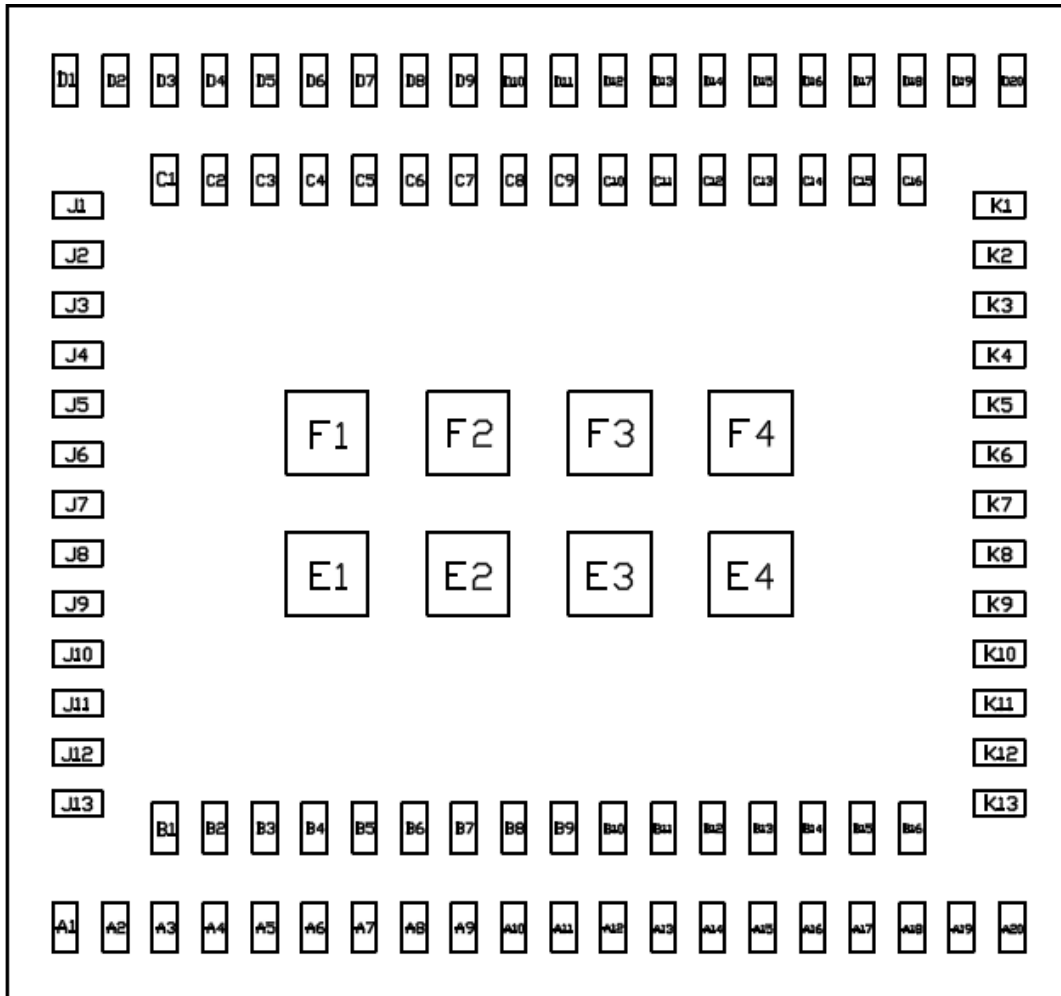 D1 D2 D3 D4 D5 D6 D7 D8 D9 D10 D11 D12 D13 D14 D15 D16 D17 D18 D19 D20
C1 C2 C3 C4 C5 C6 C7 C8 C9 C10 C11 C12 C13 C14 C15 C16
J1 K1
J2 K2
J3 K3
J4 K4
J5 K5
F1 F2 F3 F4
J6 K6
J7 K7
J8 K8
E1 E2 E3 E4
J9 K9
J10 K10
J11 K11
J12 K12
J13 K13
B1 B2 B3 B4 B5 B6 B7 B8 B9 B10 B11 B12 B13 B14 B15 B16
A1 A2 A3 A4 A5 A6 A7 A8 A9 A10 A11 A12 A13 A14 A15 A16 A17 A18 A19 A20